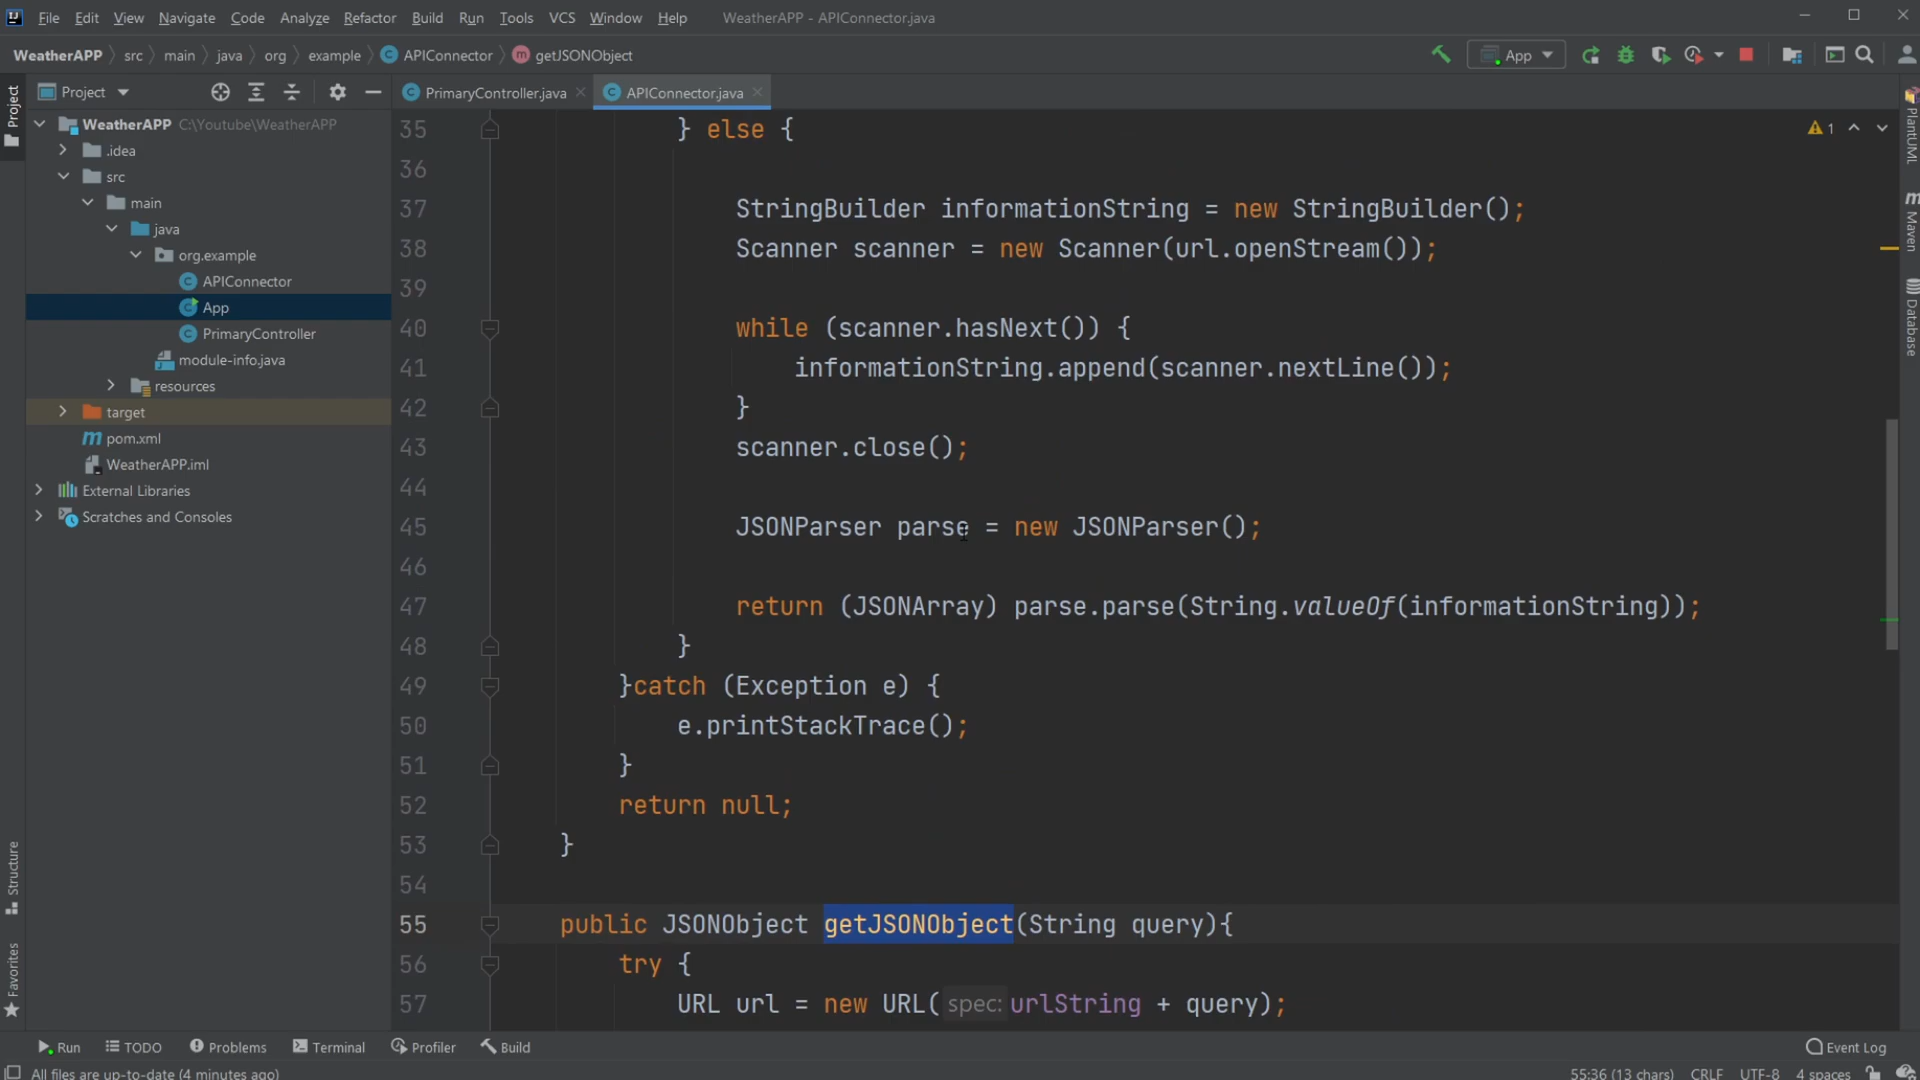 File Edit View Navigate Code Analyze Refactor Build Run Tools VCS Window Help WeatherAPP - APIConnector.java
WeatherAPP src main java org example APIConnector getJSONObject App
Project PrimaryController.java APIConnector.java
Project
WeatherAPP C:\Youtube\WeatherAPP
.idea
src
main
java
org.example
APIConnector
App
PrimaryController
module-info.java
resources
target
pom.xml
WeatherAPP.iml
External Libraries
Scratches and Consoles
Structure
Favorites
35 } else {
36
37 StringBuilder informationString = new StringBuilder();
38 Scanner scanner = new Scanner(url.openStream());
39
40 while (scanner.hasNext()) {
41 informationString.append(scanner.nextLine());
42 }
43 scanner.close();
44
45 JSONParser parse = new JSONParser();
46
47 return (JSONArray) parse.parse(String.valueOf(informationString));
48 }
49 }catch (Exception e) {
50 e.printStackTrace();
51 }
52 return null;
53 }
54
55 public JSONObject getJSONObject(String query){
56 try {
57 URL url = new URL( spec: urlString + query);
1
PlantUML
Maven
Database
Run TODO Problems Terminal Profiler Build Event Log
All files are up-to-date (4 minutes ago) 55:36 (13 chars) CRLF UTF-8 4 spaces